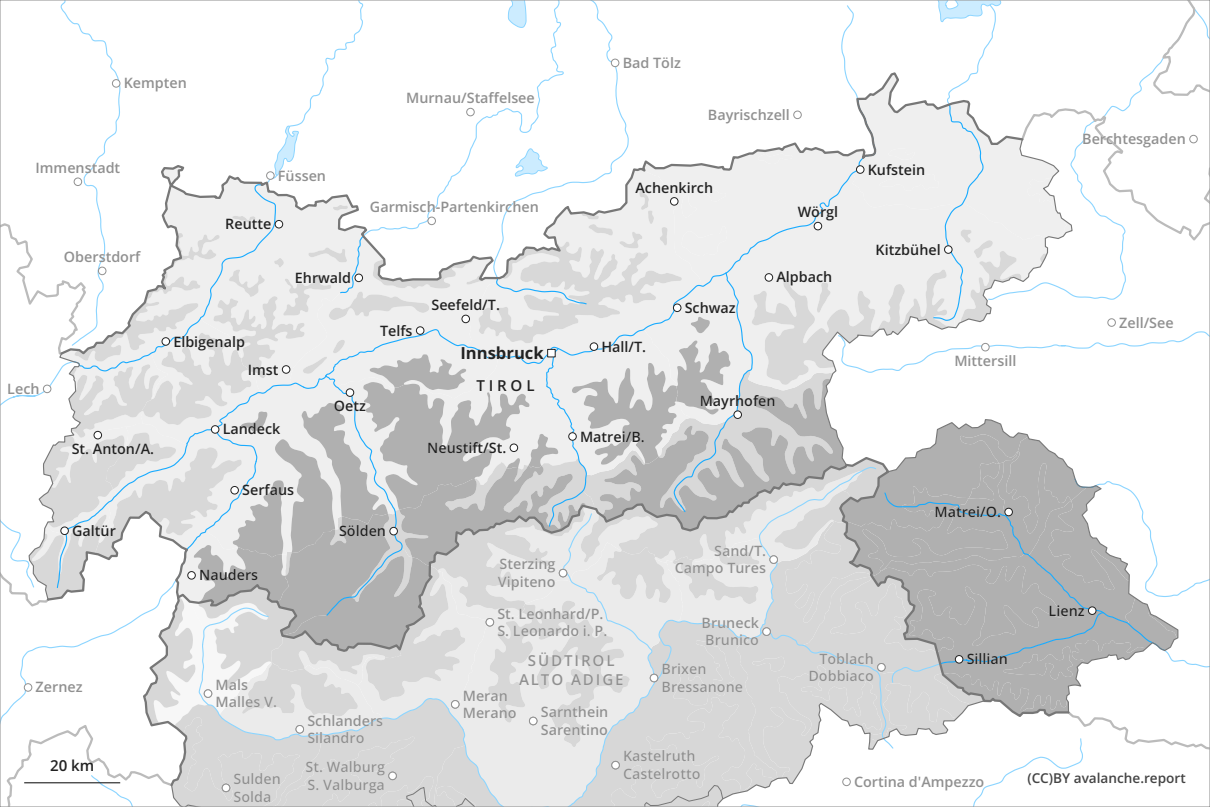 Kempten
Bad Tölz
Murnau/Staffelsee
Bayrischzell
Berchtesgaden
Immenstadt
Füssen
Kufstein
Achenkirch
Garmisch-Partenkirchen
Wörgl
Reutte
Kitzbühel
Oberstdorf
Ehrwald
Alpbach
Seefeld/T.
Schwaz
Zell/See
Telfs
Elbigenalp
Innsbruck
Hall/T.
Mittersill
Imst
TIROL
Lech
Oetz
Mayrhofen
Landeck
Matrei/B.
St. Anton/A.
Neustift/St.
Serfaus
Matrei/O.
Galtür
Sölden
Sand/T.
Campo Tures
Sterzing
Vipiteno
Nauders
St. Leonhard/P.
S. Leonardo i. P.
Lienz
Bruneck
Brunico
SÜDTIROL
ALTO ADIGE
Toblach
Dobbiaco
Sillian
Brixen
Bressanone
Zernez
Mals
Malles V.
Meran
Merano
Sarnthein
Sarentino
Schlanders
Silandro
Kastelruth
Castelrotto
20 km
St. Walburg
S. Valburga
Sulden
Solda
Cortina d'Ampezzo
(CC)BY avalanche.report